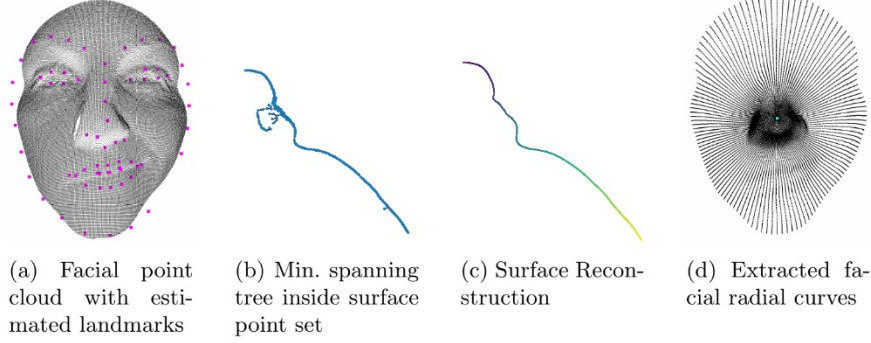 (a) Facial point
cloud with esti-
mated landmarks
(b) Min. spanning
tree inside surface
point set
(c) Surface Recon-
struction
(d) Extracted fa-
cial radial curves